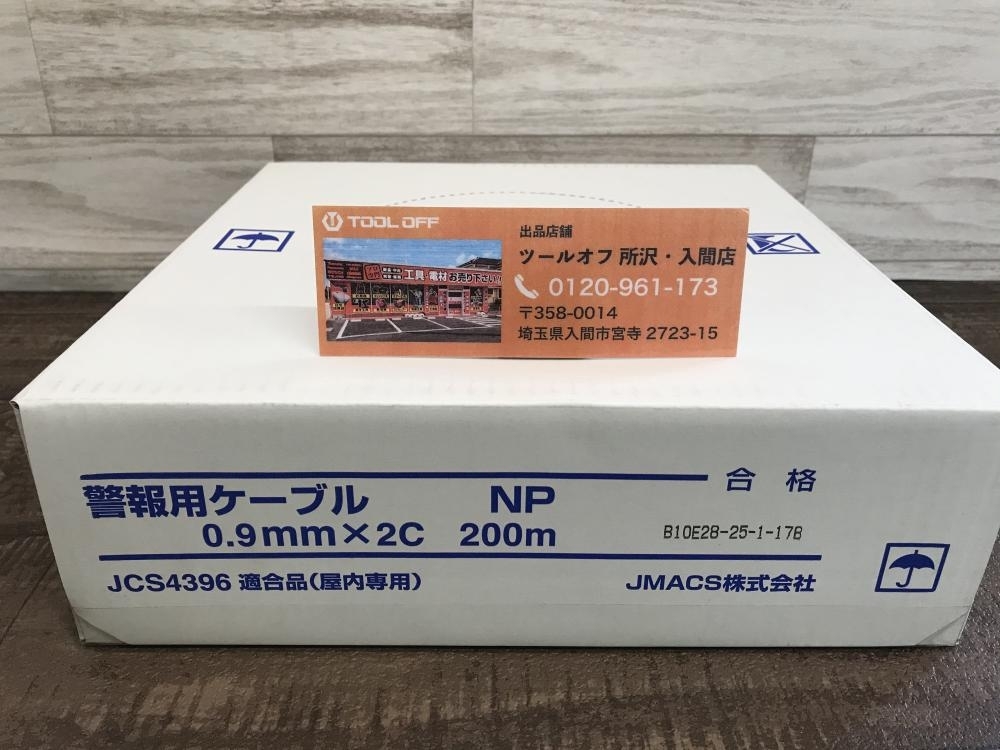 TOOL OFF
出品店舗
ツールオフ 所沢・入間店
0120-961-173
〒358-0014
埼玉県入間市宮寺 2723-15
工具・電材 お売り下さい!!
合格
警報用ケーブル NP
0.9mm×2C 200m
B10E28-25-1-17B
JCS4396 適合品(屋内専用)
JMACS株式会社